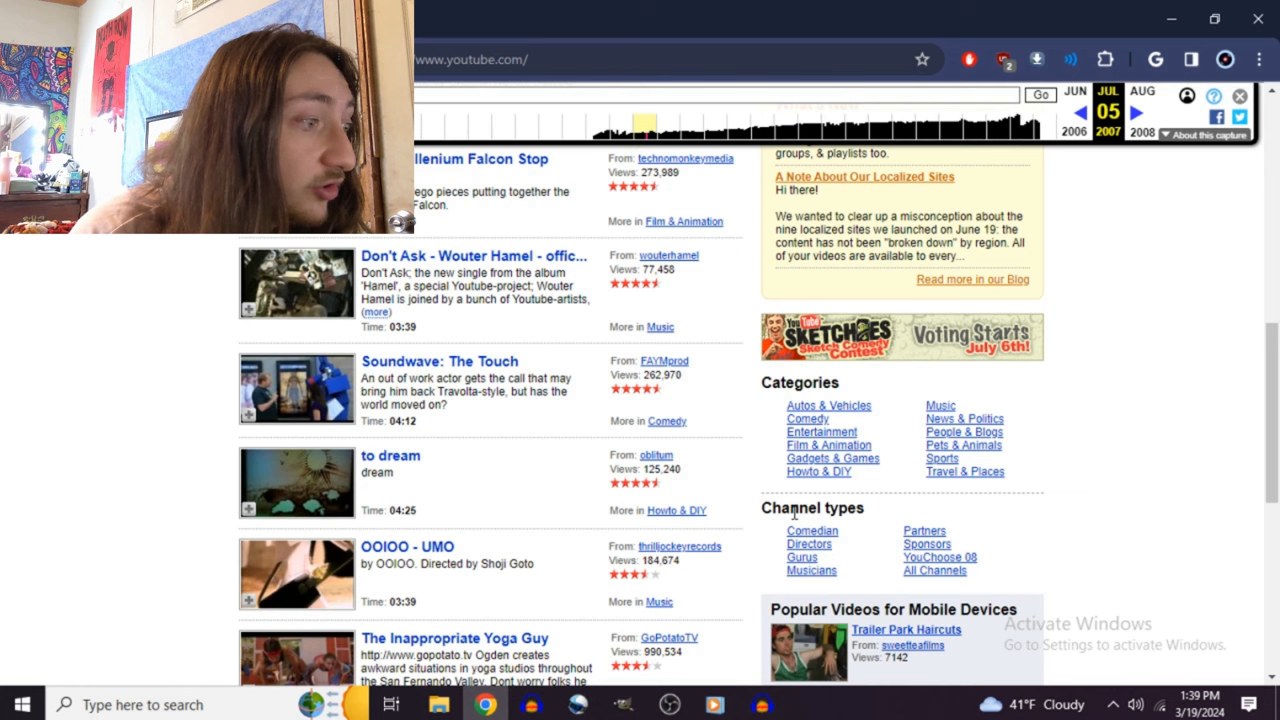 www.youtube.com/
2
Go
JUN
JUL
AUG
05
2006
2007
2008
About this capture
llenium Falcon Stop
ego pieces putting together the
Falcon.
From: technomonkeymedia
Views: 273,989
More in Film & Animation
groups, & playlists too.
A Note About Our Localized Sites
Hi there!
We wanted to clear up a misconception about the
nine localized sites we launched on June 19: the
content has not been "broken down" by region. All
of your videos are available to every...
Read more in our Blog
Don't Ask - Wouter Hamel - offic...
Don't Ask; the new single from the album
'Hamel', a special Youtube-project; Wouter
Hamel is joined by a bunch of Youtube-artists,
(more)
Time: 03:39
From: wouterhamel
Views: 77,458
More in Music
You Tube SKETCHIES
Sketch Comedy
Contest
Voting Starts
July 6th!
Soundwave: The Touch
An out of work actor gets the call that may
bring him back Travolta-style, but has the
world moved on?
Time: 04:12
From: FAYMprod
Views: 262,970
More in Comedy
Categories
Autos & Vehicles
Comedy
Entertainment
Film & Animation
Gadgets & Games
Howto & DIY
Music
News & Politics
People & Blogs
Pets & Animals
Sports
Travel & Places
to dream
dream
Time: 04:25
From: oblitum
Views: 125,240
More in Howto & DIY
Channel types
Comedian
Directors
Gurus
Musicians
Partners
Sponsors
YouChoose 08
All Channels
OOIOO - UMO
by OOIOO. Directed by Shoji Goto
Time: 03:39
From: thrilljockeyrecords
Views: 184,674
More in Music
Popular Videos for Mobile Devices
Trailer Park Haircuts
From: sweetteafilms
Views: 7142
The Inappropriate Yoga Guy
http://www.gopotato.tv Ogden creates
awkward situations in yoga studios throughout
the San Fernando Valley. Dont worry folks he
From: GoPotatoTV
Views: 990,534
Activate Windows
Go to Settings to activate Windows.
Type here to search
41°F Cloudy
1:39 PM
3/19/2024